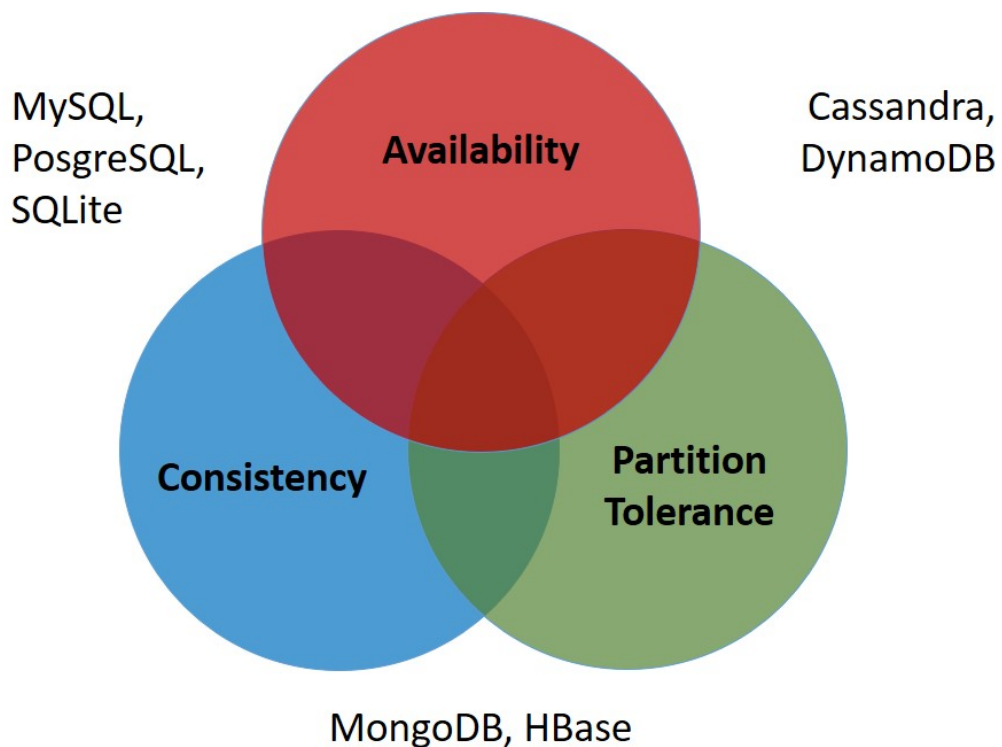 MySQL,
PosgreSQL,
SQLite
Availability
Cassandra,
DynamoDB
Consistency
Partition
Tolerance
MongoDB, HBase